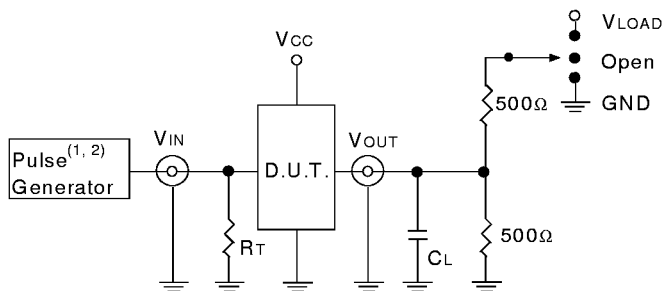 VLOAD
VCC
Open
500Ω
GND
VIN
VOUT
Pulse(1, 2)
Generator
D.U.T.
RT
CL
500Ω